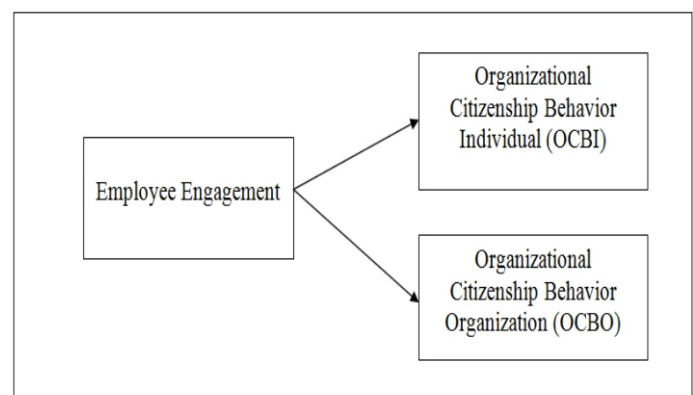 Employee Engagement
Organizational
Citizenship Behavior
Individual (OCBI)
Organizational
Citizenship Behavior
Organization (OCBO)